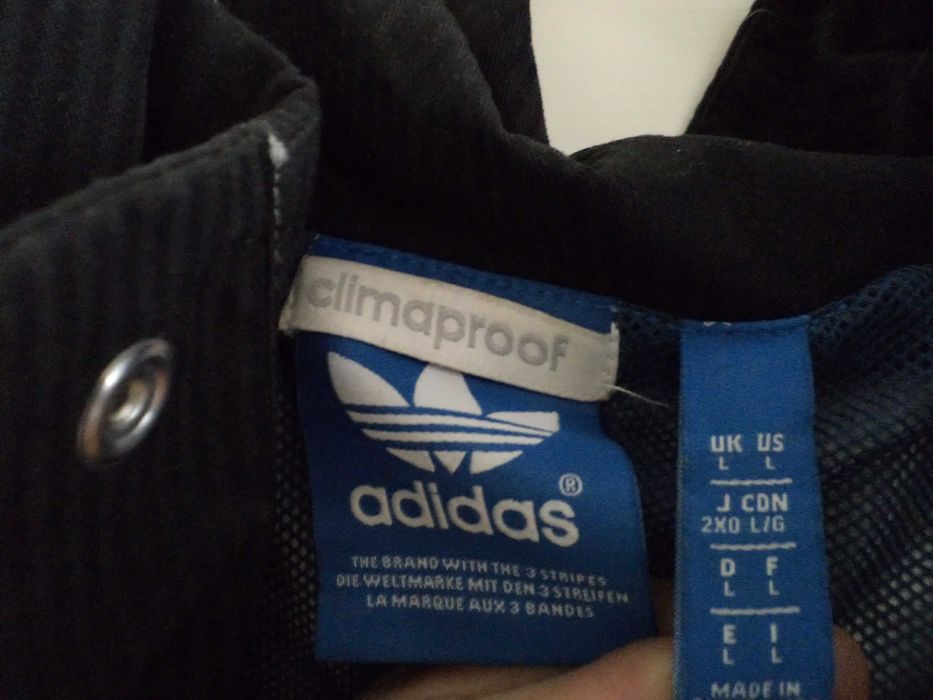 climaproof
adidas®
THE BRAND WITH THE 3 STRIPES
DIE WELTMARKE MIT DEN 3 STREIFEN
LA MARQUE AUX 3 BANDES
UK US
L L
J CDN
2XO L/G
D F
L L
E I
L L
MADE IN